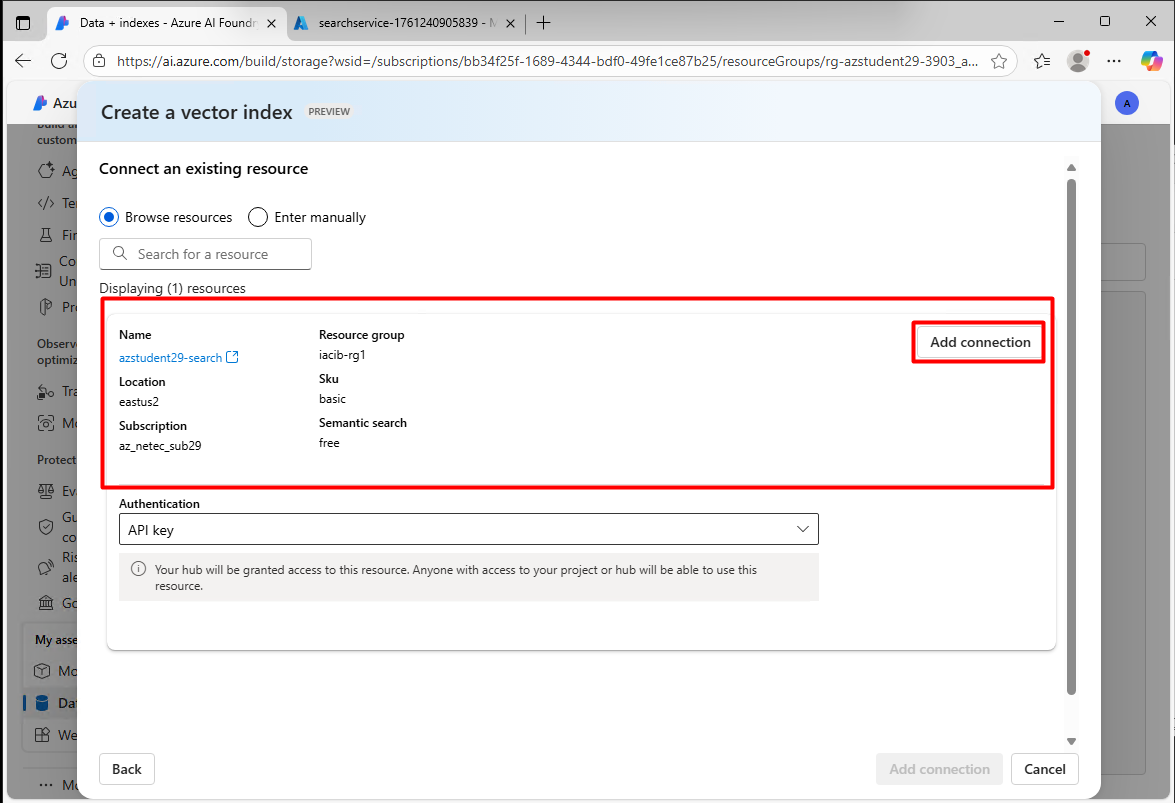 Data + indexes - Azure AI Foundr
searchservice-1761240905839 - M
https://ai.azure.com/build/storage?wsid=/subscriptions/bb34f25f-1689-4344-bdf0-49fe1ce87b25/resourceGroups/rg-azstudent29-3903_a...
Azu
A
Create a vector index
PREVIEW
custom
Connect an existing resource
Ag
Te
Browse resources
Enter manually
Fir
Search for a resource
Co
Un
Displaying (1) resources
Pro
Name
Resource group
Add connection
Observe
optimiz
azstudent29-search
iacib-rg1
Location
Sku
Tra
eastus2
basic
Mo
Subscription
Semantic search
az_netec_sub29
free
Protect
Eva
Authentication
Gu
co
API key
Ris
ale
Your hub will be granted access to this resource. Anyone with access to your project or hub will be able to use this
resource.
Go
My asse
Mo
Dat
We
Mo
Back
Add connection
Cancel